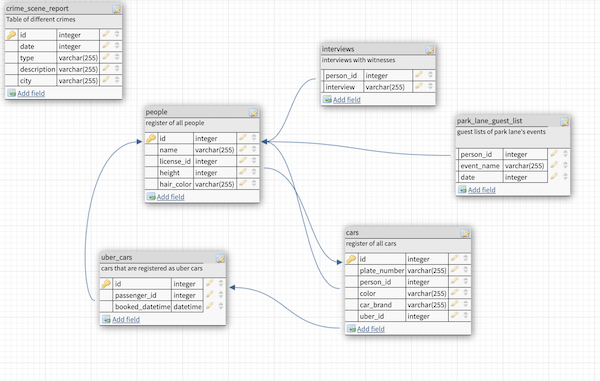 crime_scene_report
Table of different crimes
id integer
date integer
type varchar(255)
description varchar(255)
city varchar(255)
Add field
interviews
interviews with witnesses
person_id integer
interview varchar(255)
Add field
people
register of all people
id integer
name varchar(255)
license_id integer
height integer
hair_color varchar(255)
Add field
park_lane_guest_list
guest lists of park lane's events
person_id integer
event_name varchar(255)
date integer
Add field
uber_cars
cars that are registered as uber cars
id integer
passenger_id integer
booked_datetime datetime
Add field
cars
register of all cars
id integer
plate_number varchar(255)
person_id integer
color varchar(255)
car_brand varchar(255)
uber_id integer
Add field